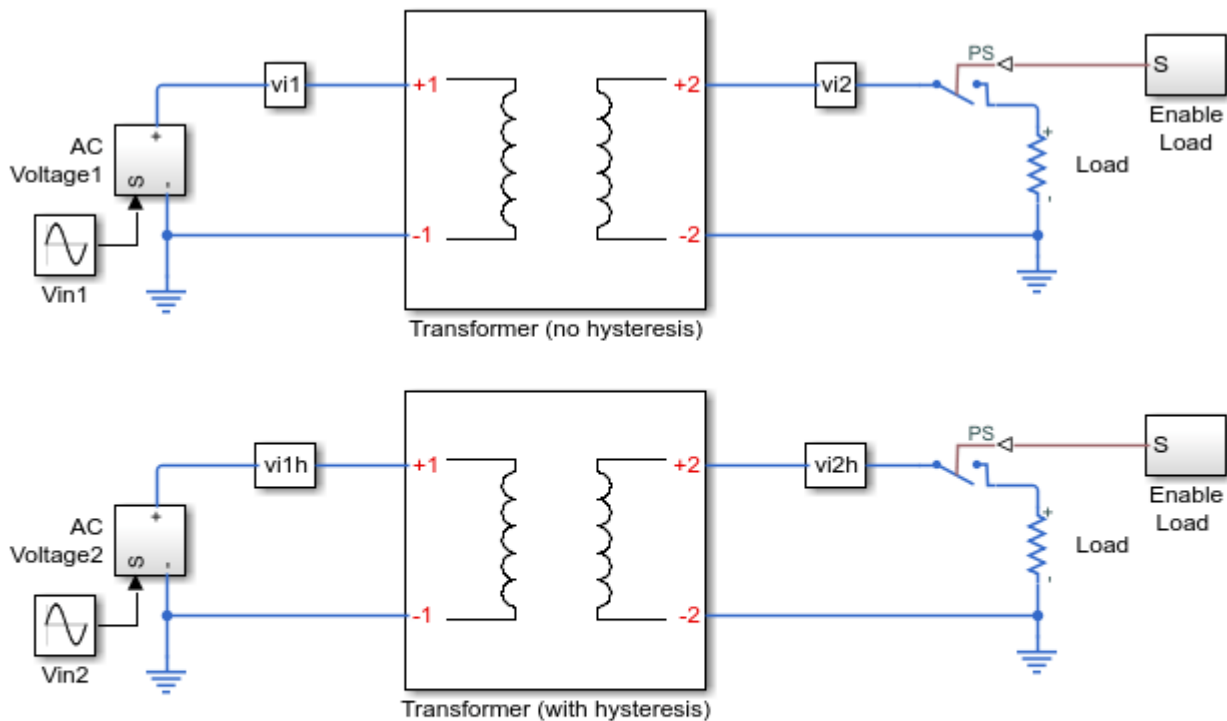 vi1
+1
+2
vi2
PS
S
Enable
Load
AC
Voltage1
+
-
S
+
Load
-
Vin1
-1
-2
Transformer (no hysteresis)
vi1h
+1
+2
vi2h
PS
S
Enable
Load
AC
Voltage2
+
-
S
+
Load
-
Vin2
-1
-2
Transformer (with hysteresis)